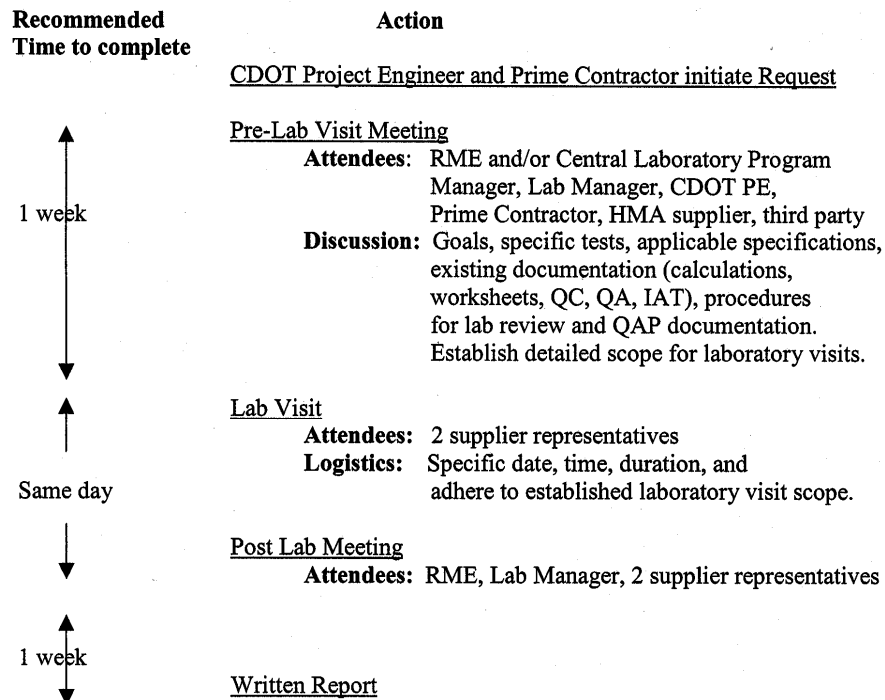 Recommended
Time to complete
Action
CDOT Project Engineer and Prime Contractor initiate Request
Pre-Lab Visit Meeting
Attendees: RME and/or Central Laboratory Program
Manager, Lab Manager, CDOT PE,
1 week
Prime Contractor, HMA supplier, third party
Discussion: Goals, specific tests, applicable specifications,
existing documentation (calculations,
worksheets, QC, QA, IAT), procedures
for lab review and QAP documentation.
Establish detailed scope for laboratory visits.
Lab Visit
Attendees: 2 supplier representatives
Logistics: Specific date, time, duration, and
Same day
adhere to established laboratory visit scope.
Post Lab Meeting
Attendees: RME, Lab Manager, 2 supplier representatives
1 week
Written Report